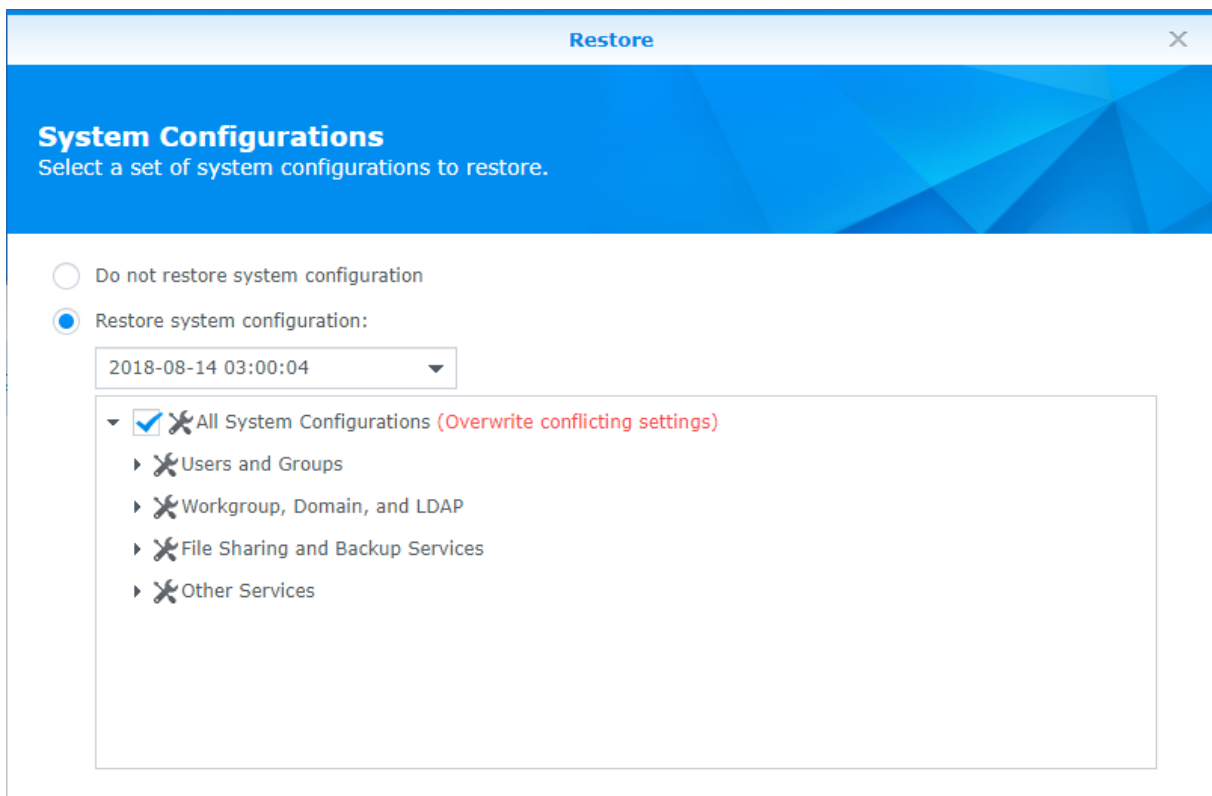 Restore
System Configurations
Select a set of system configurations to restore.
Do not restore system configuration
Restore system configuration:
2018-08-14 03:00:04
All System Configurations (Overwrite conflicting settings)
Users and Groups
Workgroup, Domain, and LDAP
File Sharing and Backup Services
Other Services